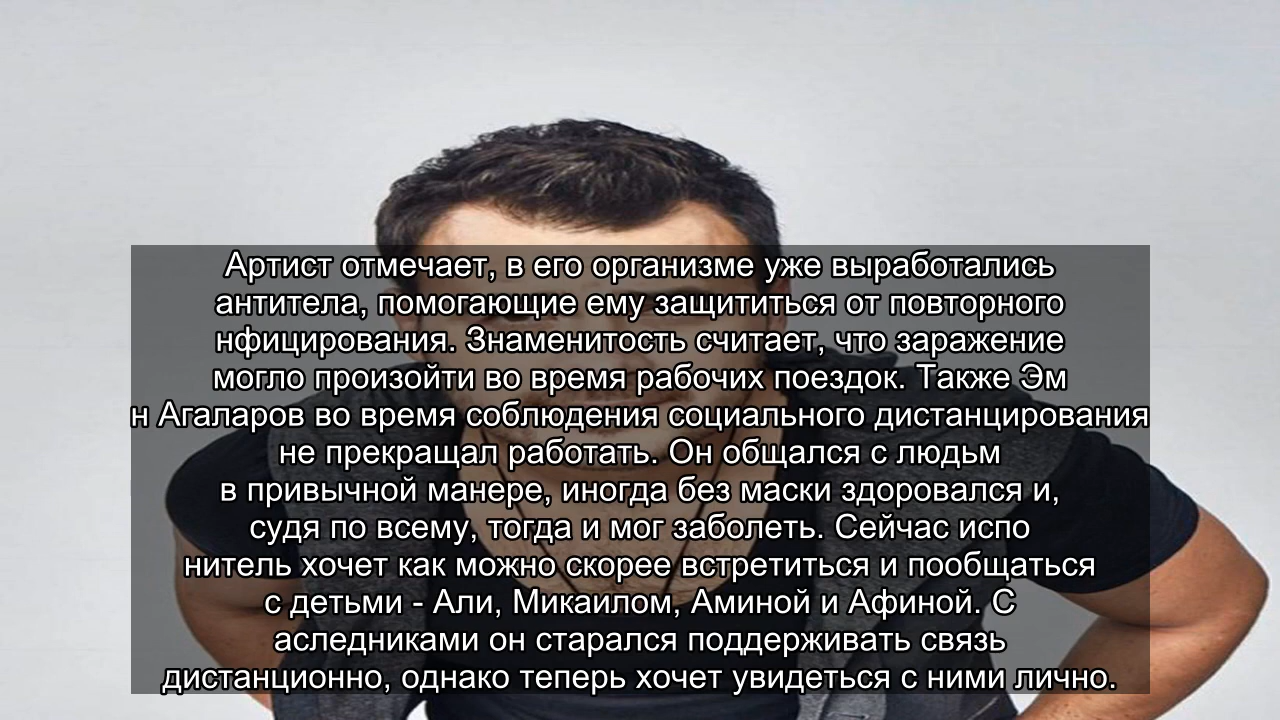 Артист отмечает, в его организме уже выработались
антитела, помогающие ему защититься от повторного
нфицирования. Знаменитость считает, что заражение
могло произойти во время рабочих поездок. Также Эм
н Агаларов во время соблюдения социального дистанцирования
не прекращал работать. Он общался с людьм
в привычной манере, иногда без маски здоровался и,
судя по всему, тогда и мог заболеть. Сейчас испо
нитель хочет как можно скорее встретиться и пообщаться
с детьми - Али, Микаилом, Аминой и Афиной. С
аследниками он старался поддерживать связь
дистанционно, однако теперь хочет увидеться с ними лично.